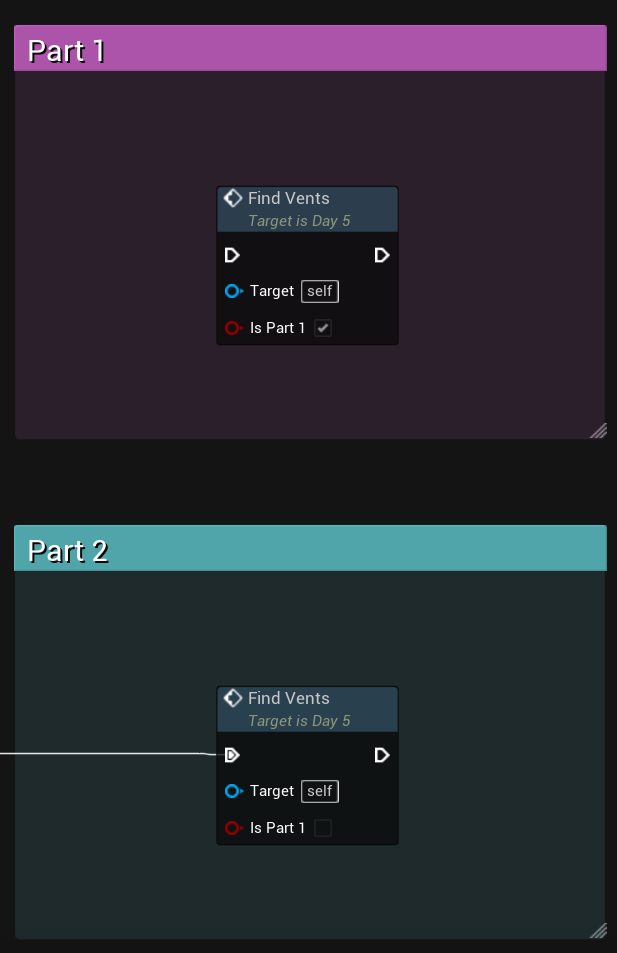 Part 1
Find Vents
Target is Day 5
Target self
Is Part 1
Part 2
Find Vents
Target is Day 5
Target self
Is Part 1